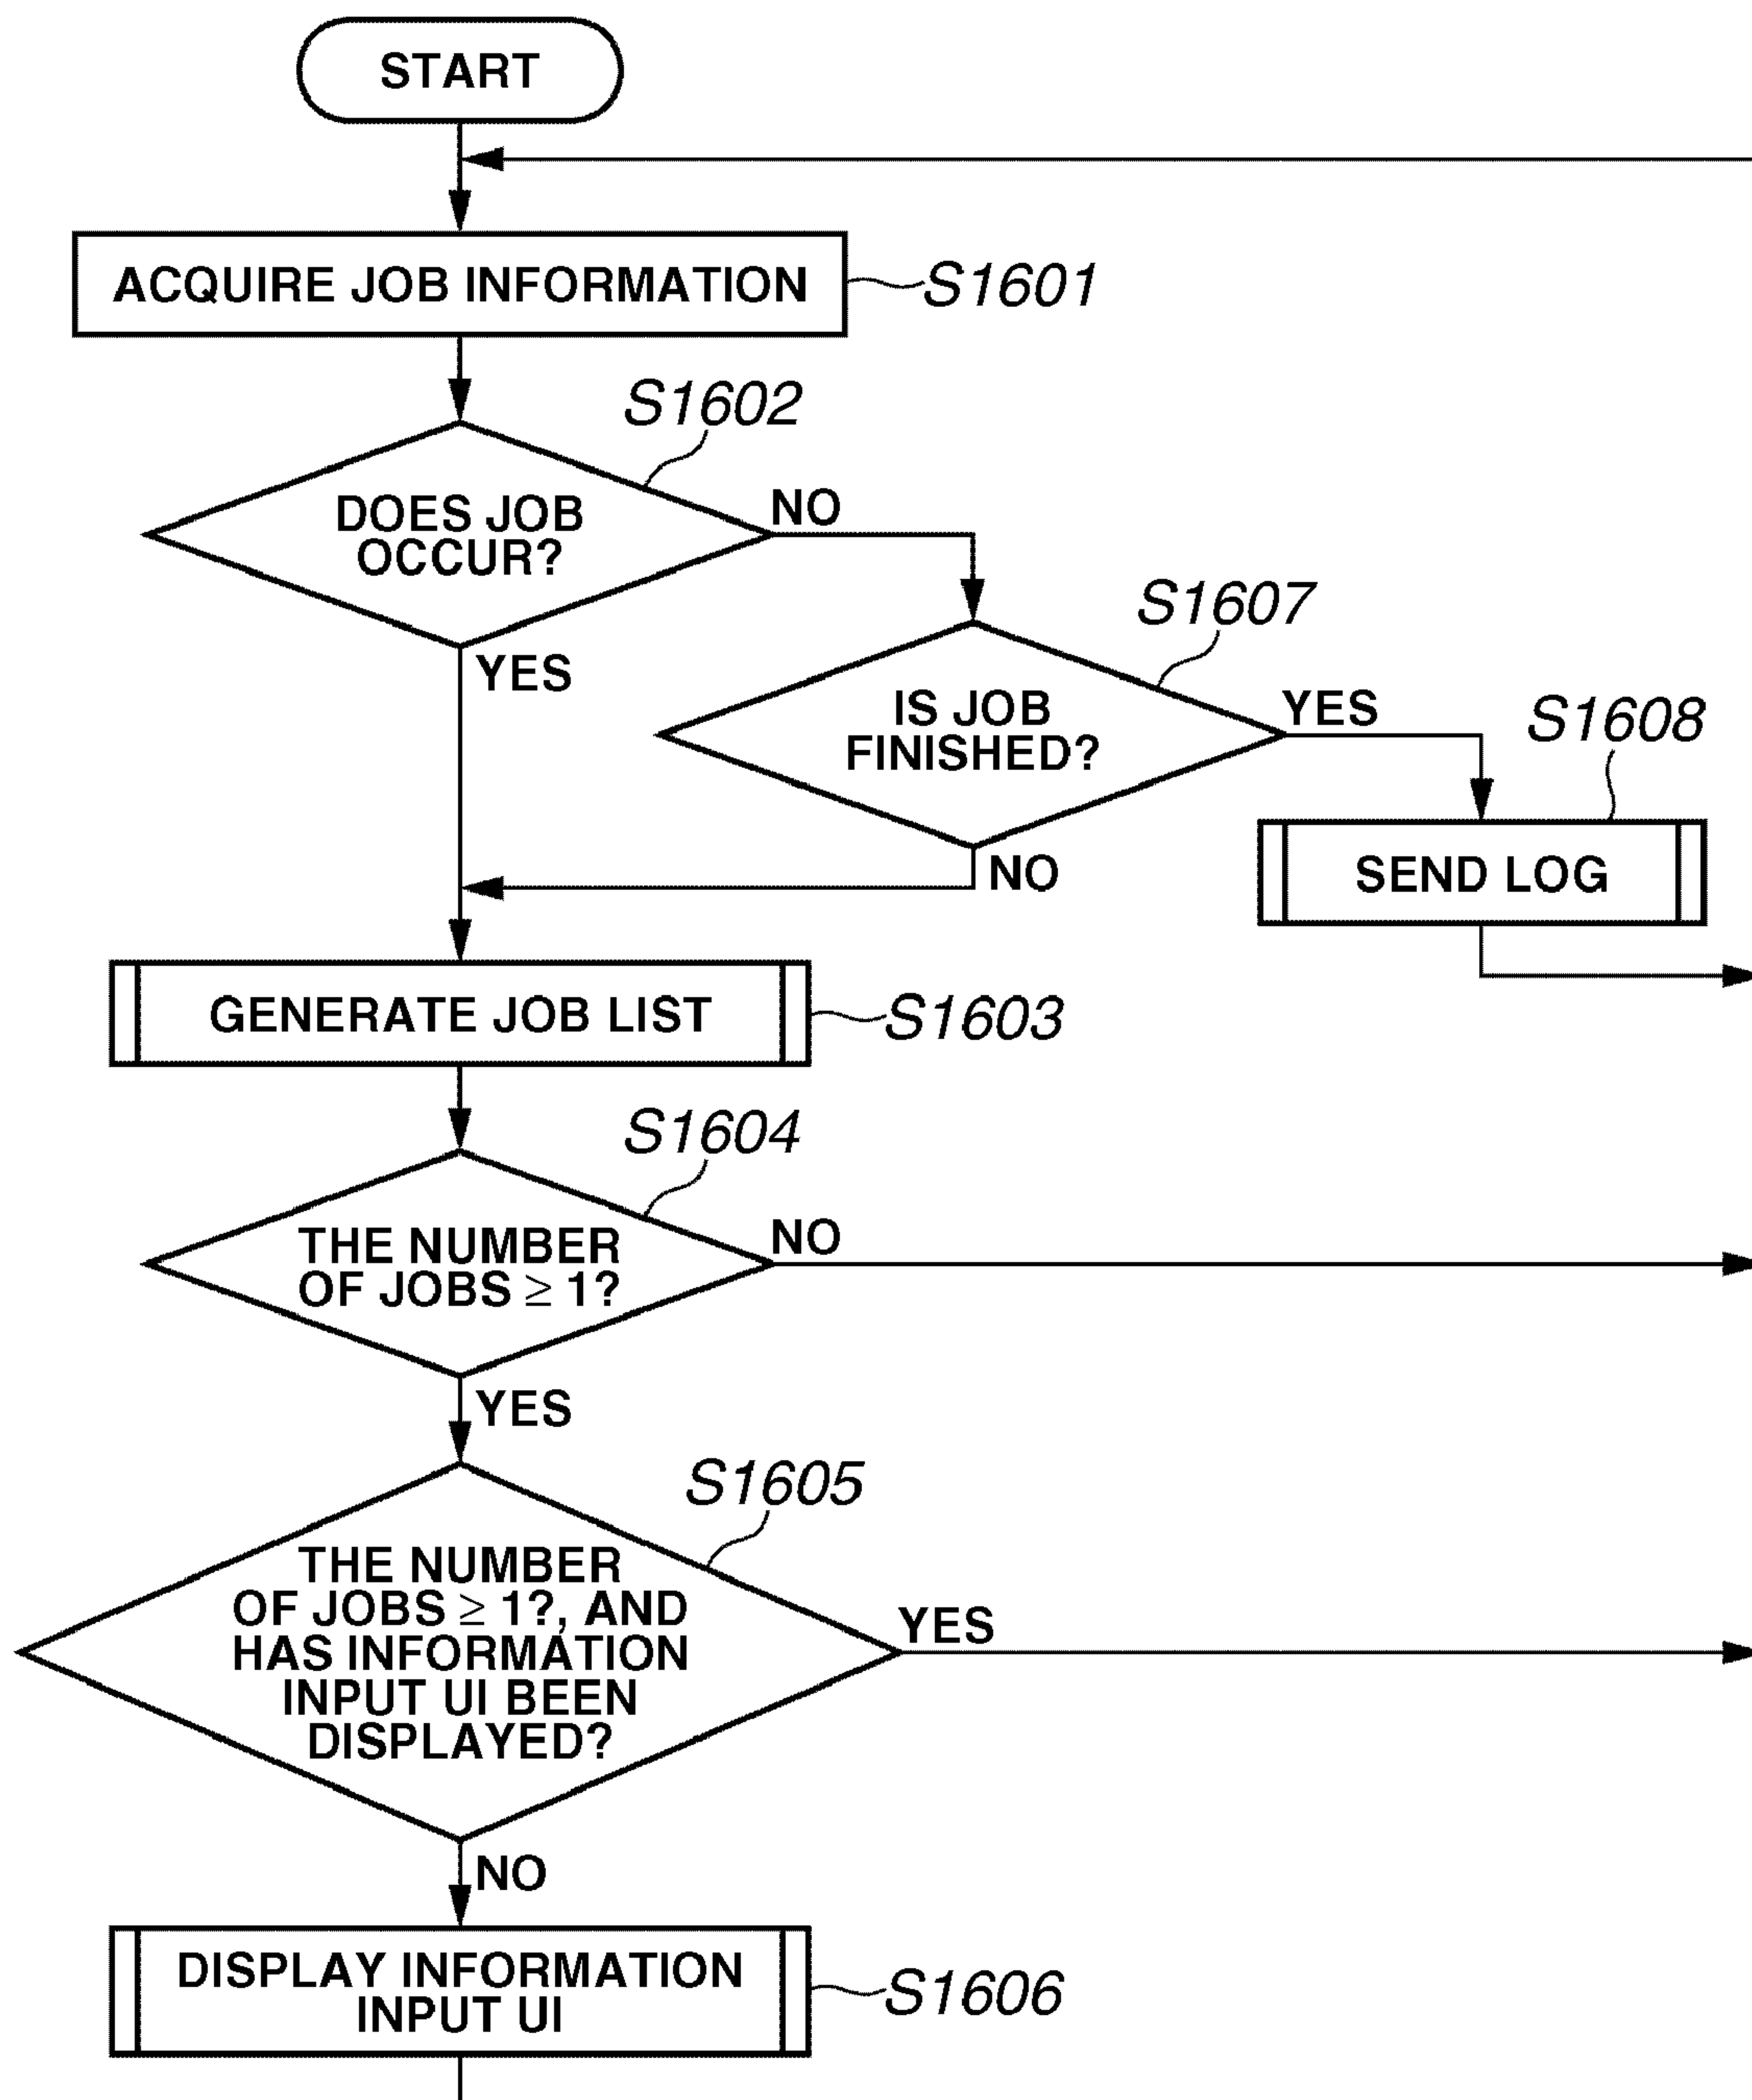 START
ACQUIRE JOB INFORMATION
S1601
S1602
DOES JOB
OCCUR?
NO
YES
S1607
IS JOB
FINISHED?
YES
NO
S1608
SEND LOG
GENERATE JOB LIST
S1603
S1604
THE NUMBER
OF JOBS ≥ 1?
NO
YES
S1605
THE NUMBER
OF JOBS ≥ 1?, AND
HAS INFORMATION
INPUT UI BEEN
DISPLAYED?
YES
NO
DISPLAY INFORMATION
INPUT UI
S1606